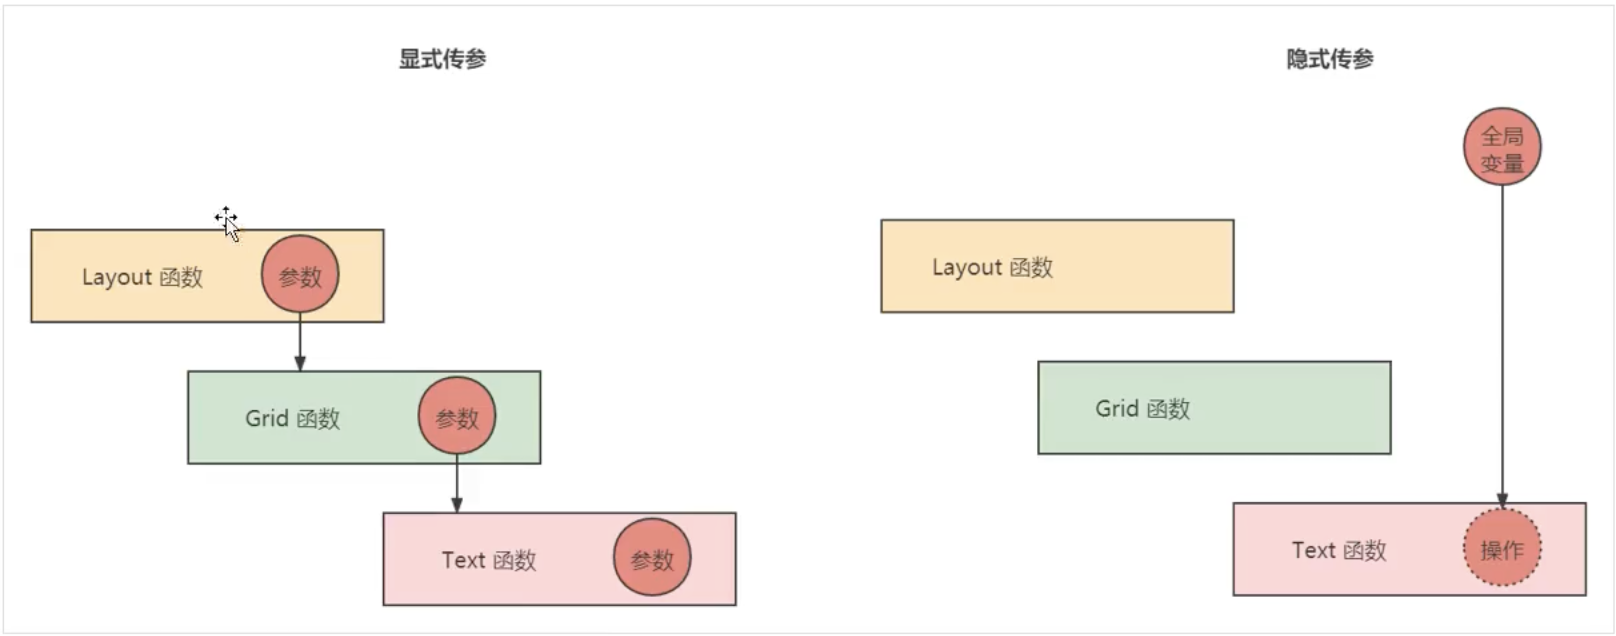 显式传参
Layout 函数
参数
Grid 函数
参数
Text 函数
参数
隐式传参
全局
变量
Layout 函数
Grid 函数
Text 函数
操作